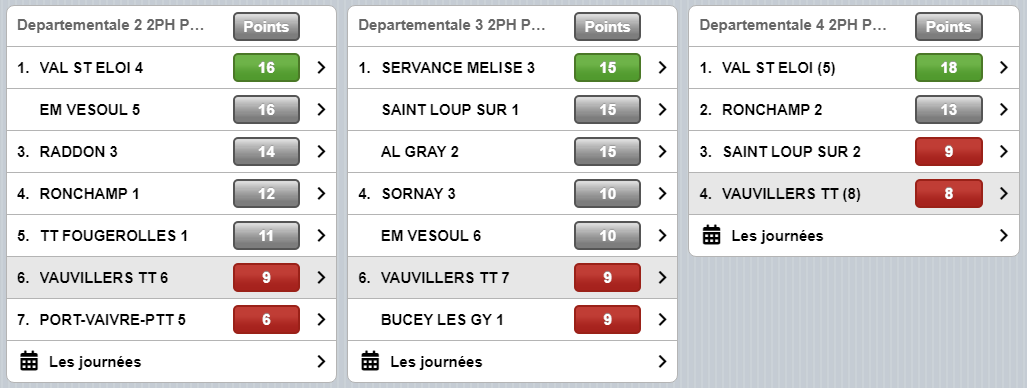 Departementale 2 2PH P... Points
1. VAL ST ELOI 4 16
EM VESOUL 5 16
3. RADDON 3 14
4. RONCHAMP 1 12
5. TT FOUGEROLLES 1 11
6. VAUVILLERS TT 6 9
7. PORT-VAIVRE-PTT 5 6
Les journées
Departementale 3 2PH P... Points
1. SERVANCE MELISE 3 15
SAINT LOUP SUR 1 15
AL GRAY 2 15
4. SORNAY 3 10
EM VESOUL 6 10
6. VAUVILLERS TT 7 9
BUCEY LES GY 1 9
Les journées
Departementale 4 2PH P... Points
1. VAL ST ELOI (5) 18
2. RONCHAMP 2 13
3. SAINT LOUP SUR 2 9
4. VAUVILLERS TT (8) 8
Les journées